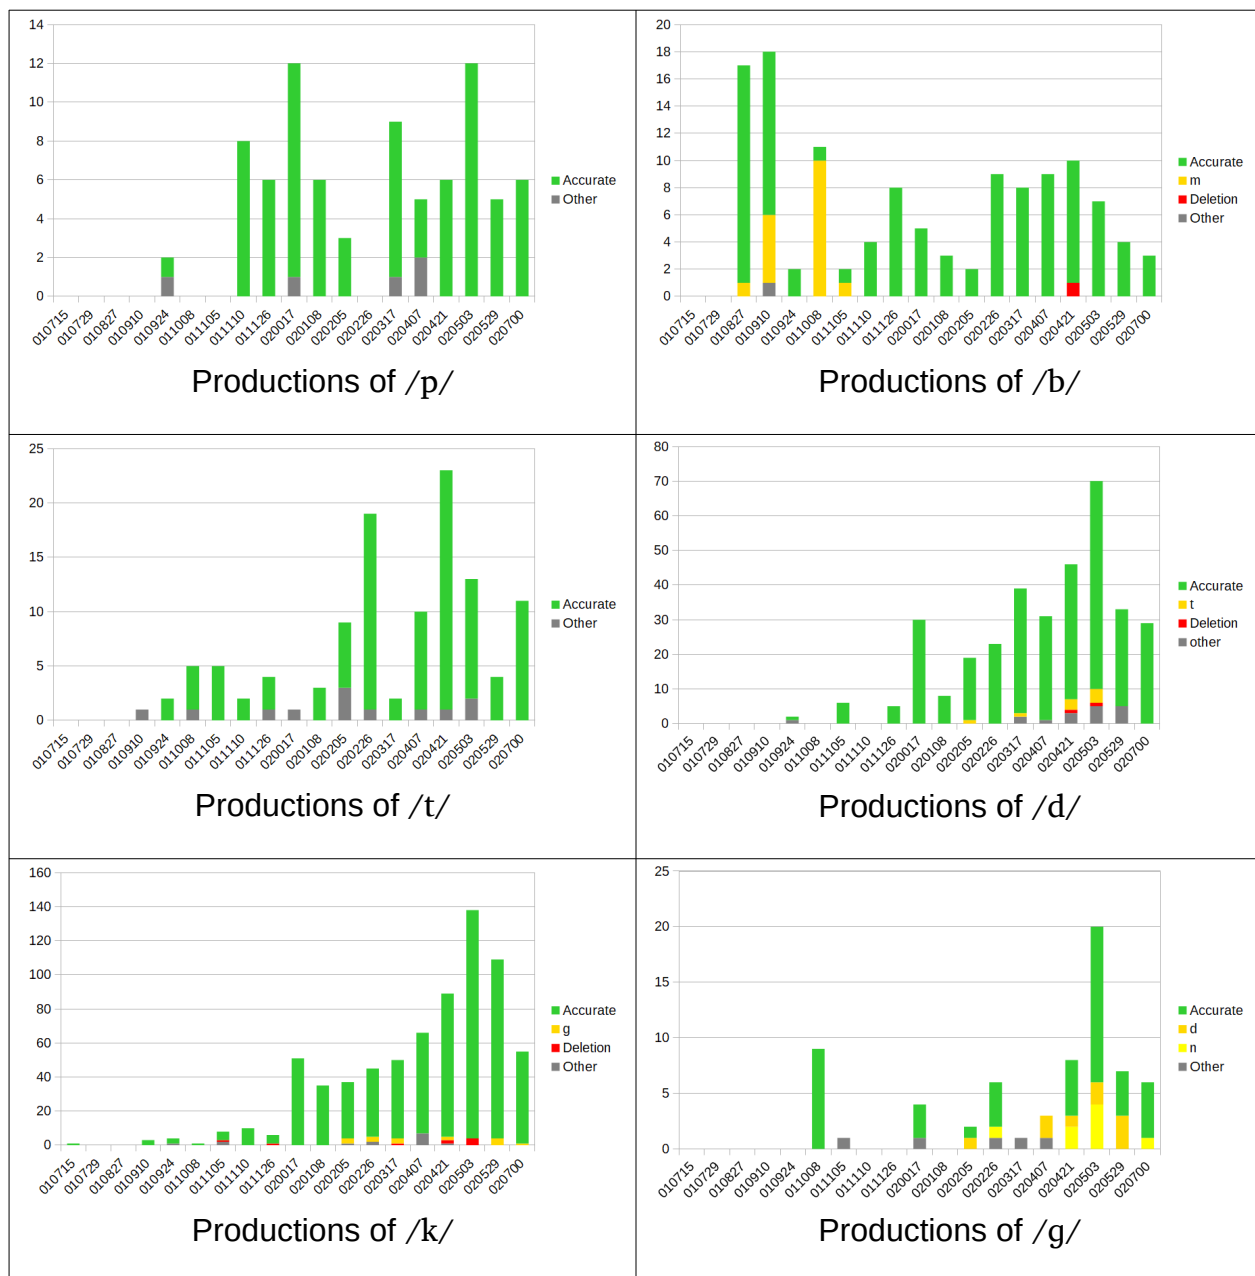 14
12
10
8
6
4
2
0
010715 010729 010827 010910 010924 011008 011105 011110 011126 020017 020108 020205 020226 020317 020407 020421 020503 020529 020700
Accurate
Other
Productions of /p/
20
18
16
14
12
10
8
6
4
2
0
010715 010729 010827 010910 010924 011008 011105 011110 011126 020017 020108 020205 020226 020317 020407 020421 020503 020529 020700
Accurate
m
Deletion
Other
Productions of /b/
25
20
15
10
5
0
010715 010729 010827 010910 010924 011008 011105 011110 011126 020017 020108 020205 020226 020317 020407 020421 020503 020529 020700
Accurate
Other
Productions of /t/
80
70
60
50
40
30
20
10
0
010715 010729 010827 010910 010924 011008 011105 011110 011126 020017 020108 020205 020226 020317 020407 020421 020503 020529 020700
Accurate
t
Deletion
other
Productions of /d/
160
140
120
100
80
60
40
20
0
010715 010729 010827 010910 010924 011008 011105 011110 011126 020017 020108 020205 020226 020317 020407 020421 020503 020529 020700
Accurate
g
Deletion
Other
Productions of /k/
25
20
15
10
5
0
010715 010729 010827 010910 010924 011008 011105 011110 011126 020017 020108 020205 020226 020317 020407 020421 020503 020529 020700
Accurate
d
n
Other
Productions of /ɡ/